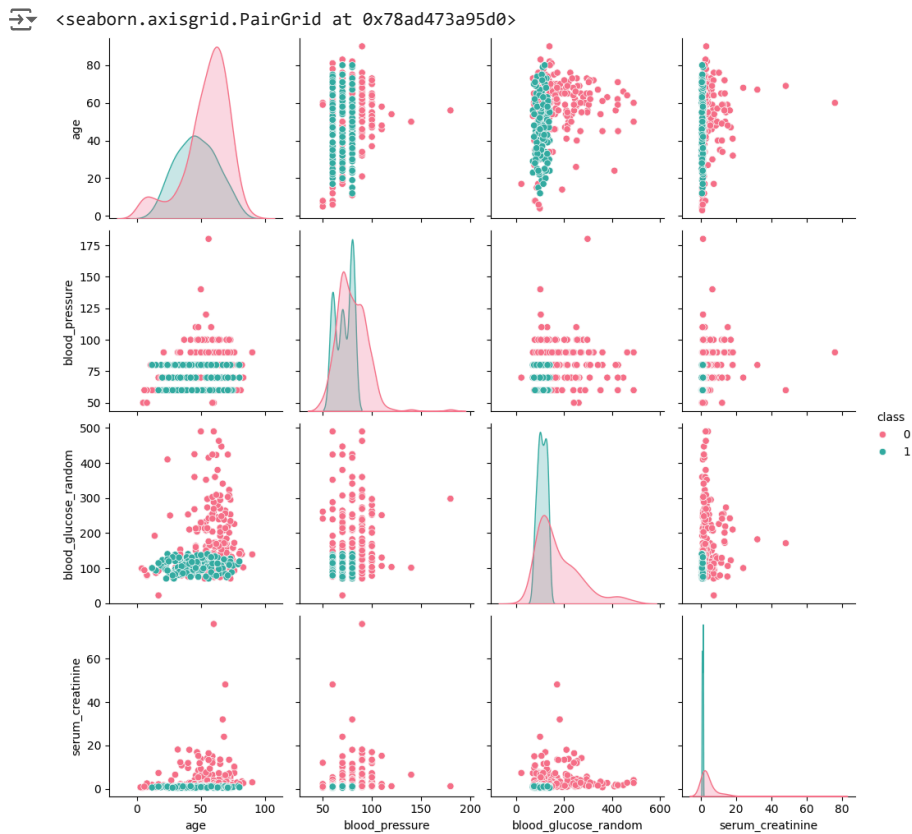 <seaborn.axisgrid.PairGrid at 0x78ad473a95d0>
80
60
40
20
0
age
175
150
125
100
75
50
blood_pressure
500
400
300
200
100
0
blood_glucose_random
60
40
20
0
serum_creatinine
0 50 100
age
50 100 150 200
blood_pressure
0 200 400 600
blood_glucose_random
0 20 40 60 80
serum_creatinine
class
0
1